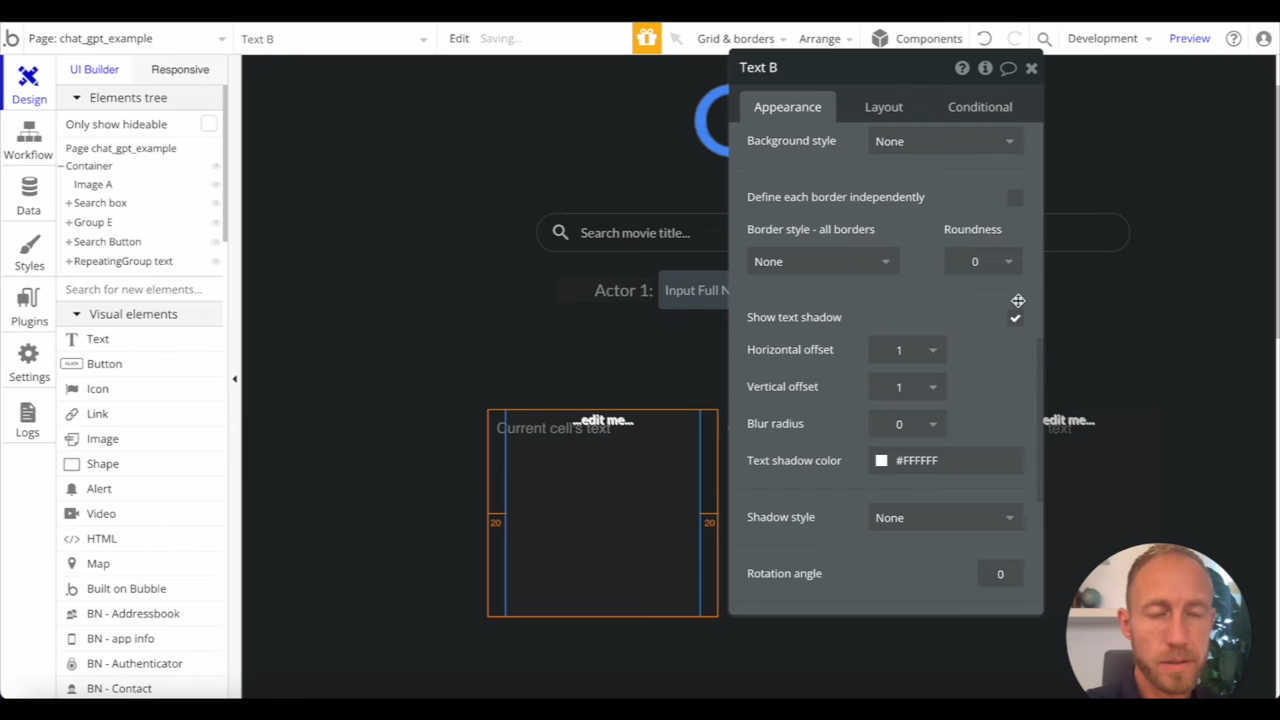 Page: chat_gpt_example
Text B
Edit
Saving...
Grid & borders
Arrange
Components
Development
Preview
Design
Workflow
Data
Styles
Plugins
Settings
Logs
UI Builder
Responsive
Elements tree
Only show hideable
Page chat_gpt_example
Container
Image A
Search box
Group E
Search Button
RepeatingGroup text
Search for new elements...
Visual elements
Text
CLICK
Button
Icon
Link
Image
Shape
Alert
Video
</> HTML
Map
Built on Bubble
BN - Addressbook
BN - app info
BN - Authenticator
BN - Contact
Search movie title...
Actor 1:
Input Full N
...edit me...
Current cell's text
20
20
edit me...
text
Text B
Appearance
Layout
Conditional
Background style
None
Define each border independently
Border style - all borders
Roundness
None
0
Show text shadow
Horizontal offset
1
Vertical offset
1
Blur radius
0
Text shadow color
#FFFFFF
Shadow style
None
Rotation angle
0